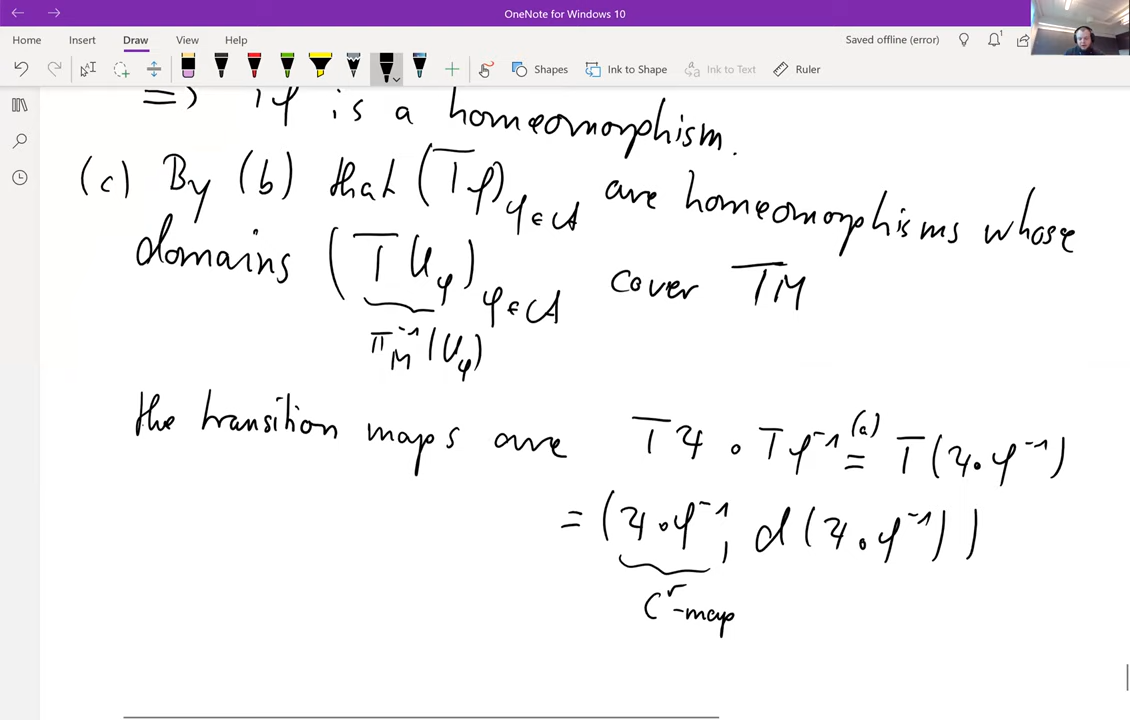 OneNote for Windows 10
Home Insert Draw View Help Saved offline (error)
Shapes Ink to Shape Ink to Text Ruler
=> Tφ is a homeomorphism.
(c) By (b) that (Tφ)_{φ∈A} are homeomorphisms whose
domains (TU_φ)_{φ∈A} cover TM
π_M^{-1}(U_φ)
the transition maps are Tψ∘Tφ^{-1} (a)= T(ψ∘φ^{-1})
= (ψ∘φ^{-1}, d(ψ∘φ^{-1}))
C^r-map